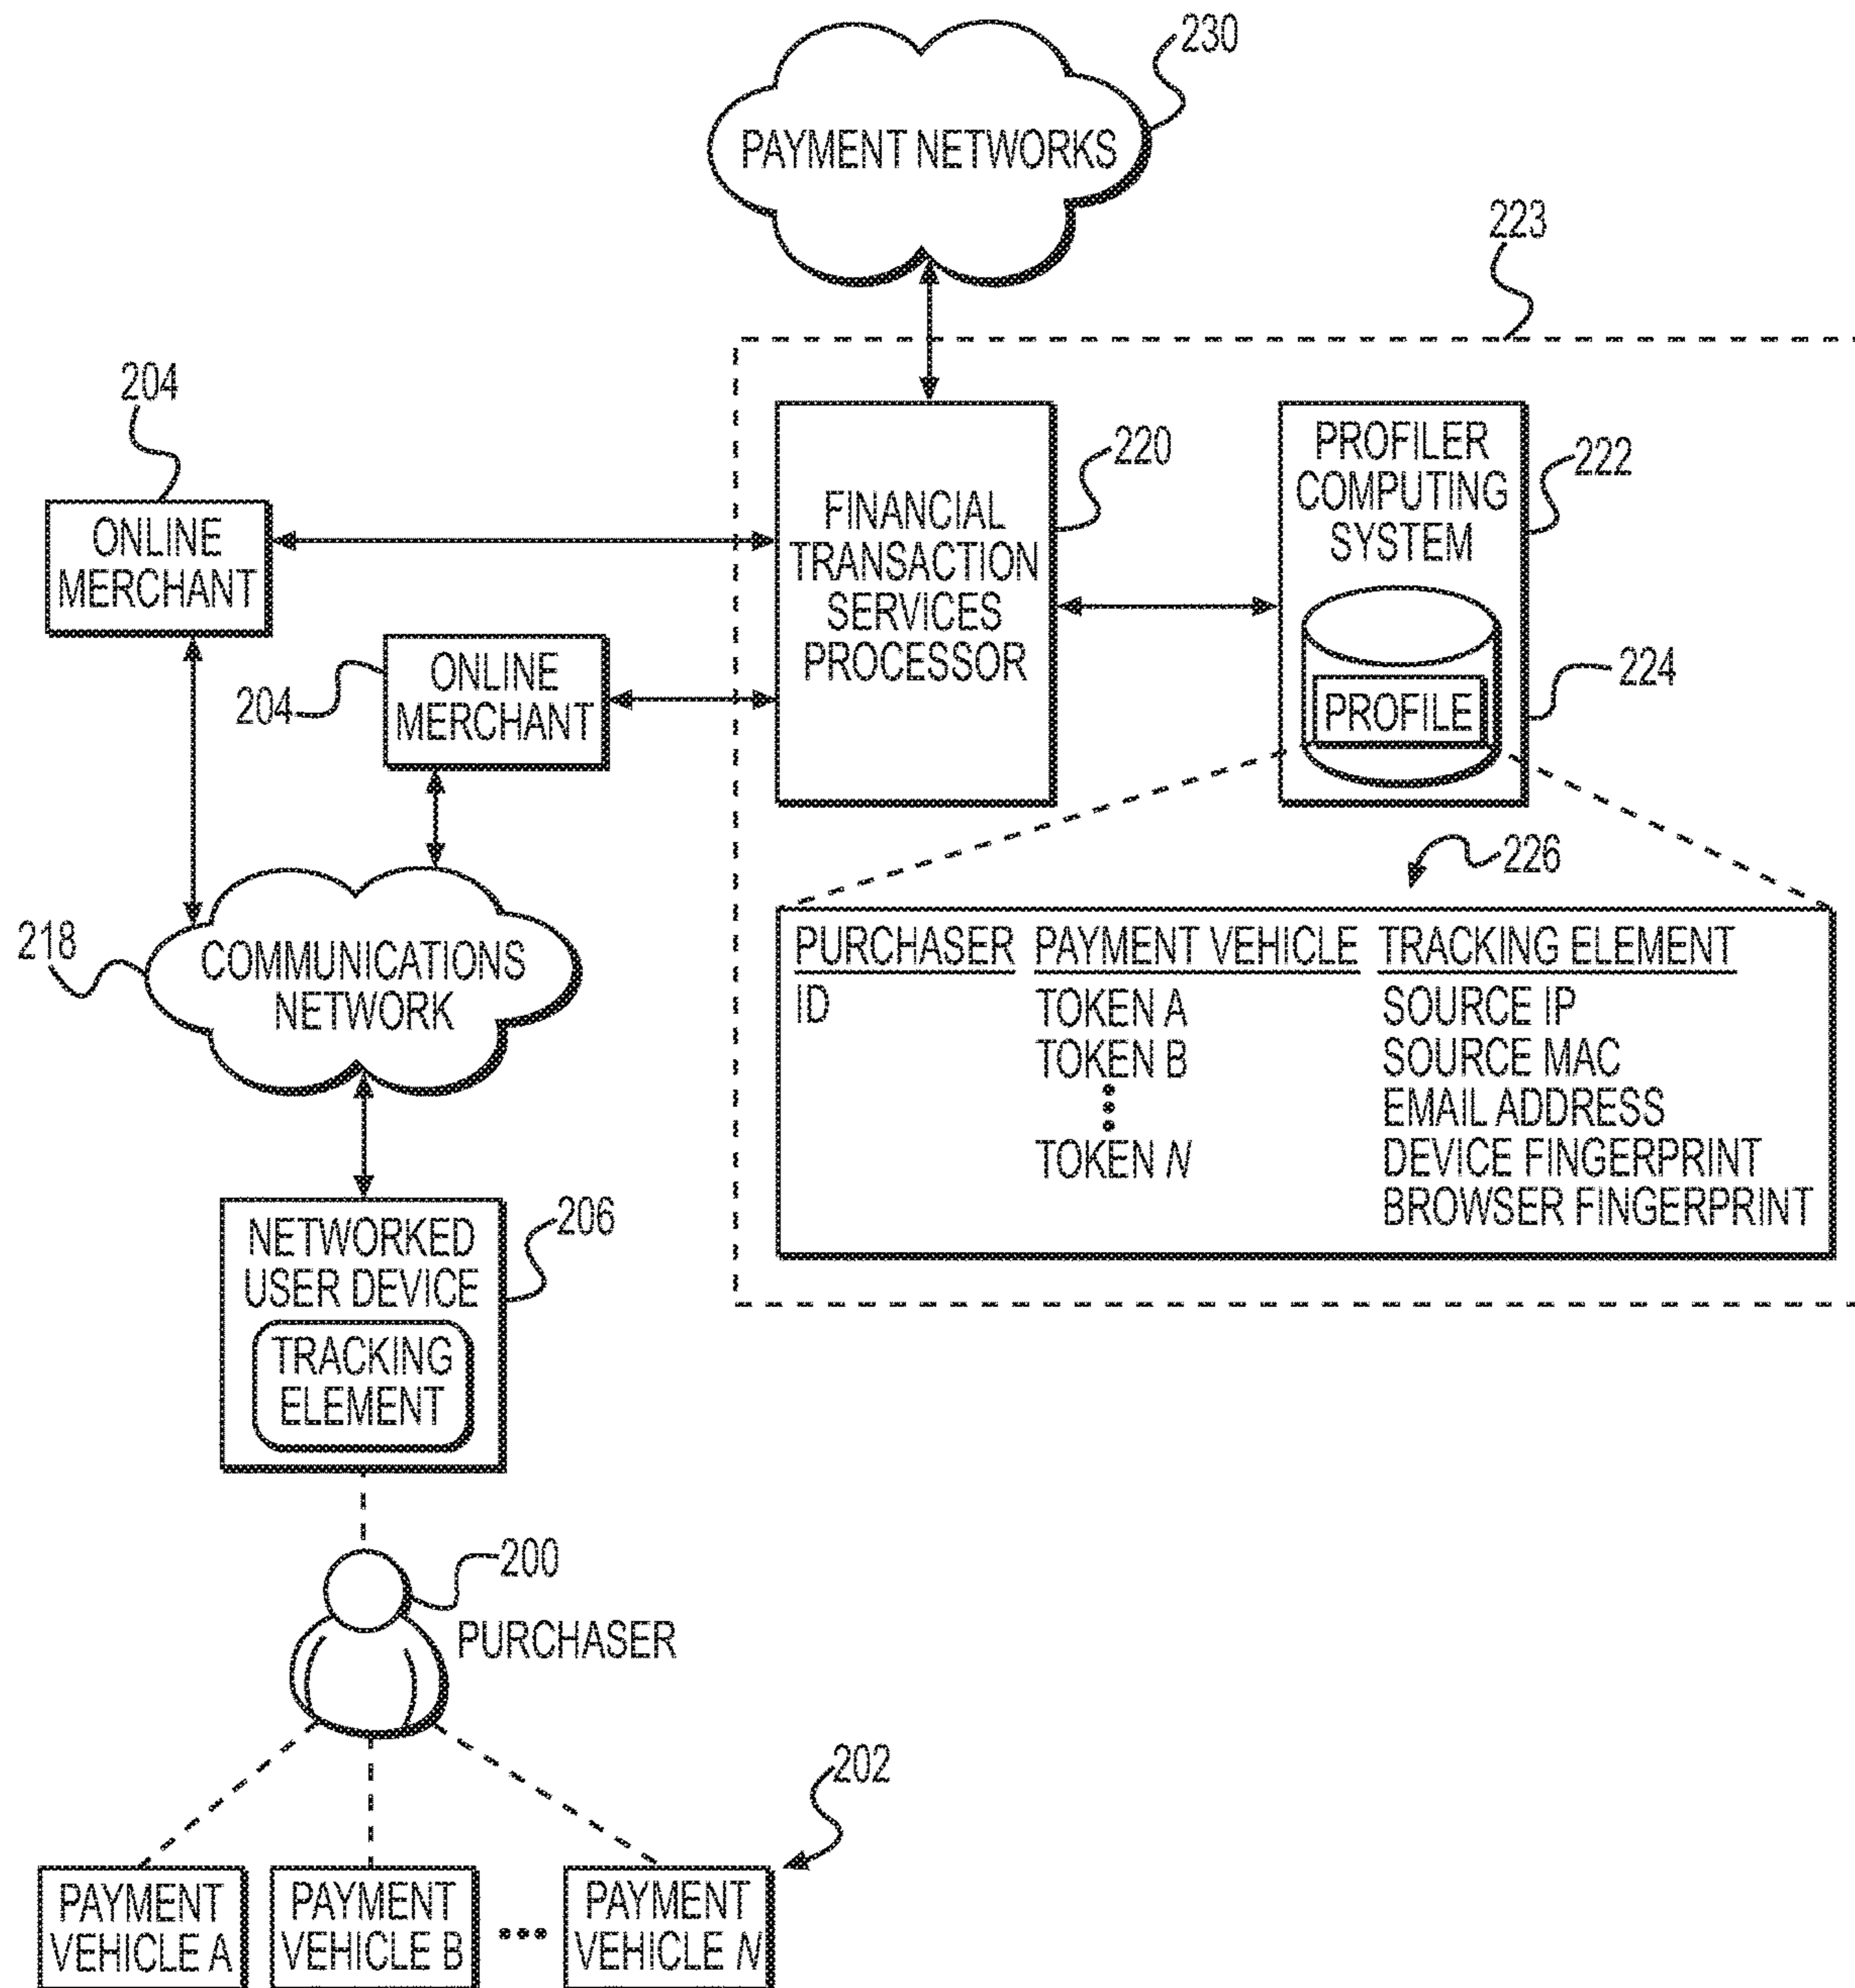 230
PAYMENT NETWORKS
223
204
ONLINE
MERCHANT
220
FINANCIAL
TRANSACTION
SERVICES
PROCESSOR
222
PROFILER
COMPUTING
SYSTEM
224
PROFILE
204
ONLINE
MERCHANT
226
PURCHASER PAYMENT VEHICLE TRACKING ELEMENT
ID TOKEN A SOURCE IP
TOKEN B SOURCE MAC
EMAIL ADDRESS
TOKEN N DEVICE FINGERPRINT
BROWSER FINGERPRINT
218
COMMUNICATIONS
NETWORK
206
NETWORKED
USER DEVICE
TRACKING
ELEMENT
200
PURCHASER
202
PAYMENT
VEHICLE A
PAYMENT
VEHICLE B
•••
PAYMENT
VEHICLE N